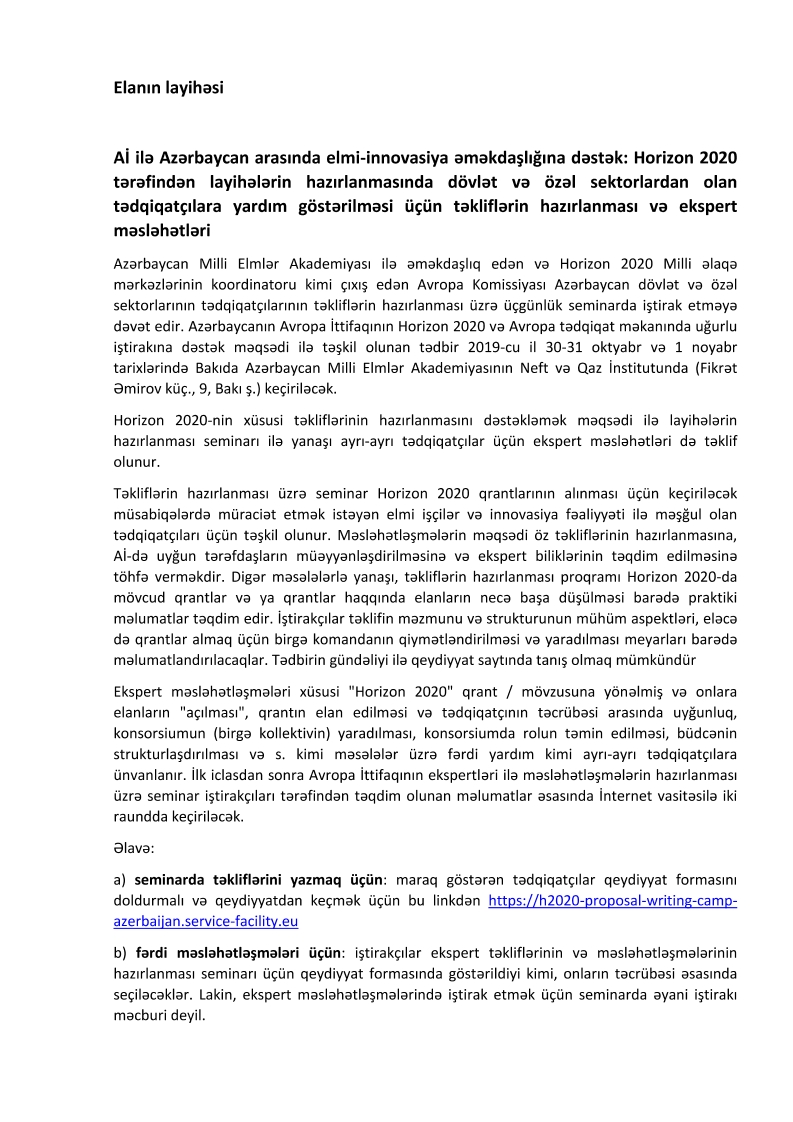 Elanın layihəsi
Aİ ilə Azərbaycan arasında elmi-innovasiya əməkdaşlığına dəstək: Horizon 2020
tərəfindən layihələrin hazırlanmasında dövlət və özəl sektorlardan olan
tədqiqatçılara yardım göstərilməsi üçün təkliflərin hazırlanması və ekspert
məsləhətləri
Azərbaycan Milli Elmlər Akademiyası ilə əməkdaşlıq edən və Horizon 2020 Milli əlaqə
mərkəzlərinin koordinatoru kimi çıxış edən Avropa Komissiyası Azərbaycan dövlət və özəl
sektorlarının tədqiqatçılarının təkliflərin hazırlanması üzrə üçgünlük seminarda iştirak etməyə
dəvət edir. Azərbaycanın Avropa İttifaqının Horizon 2020 və Avropa tədqiqat məkanında uğurlu
iştirakına dəstək məqsədi ilə təşkil olunan tədbir 2019-cu il 30-31 oktyabr və 1 noyabr
tarixlərində Bakıda Azərbaycan Milli Elmlər Akademiyasının Neft və Qaz İnstitutunda (Fikrət
Əmirov küç., 9, Bakı ş.) keçiriləcək.
Horizon 2020-nin xüsusi təkliflərinin hazırlanmasını dəstəkləmək məqsədi ilə layihələrin
hazırlanması seminarı ilə yanaşı ayrı-ayrı tədqiqatçılar üçün ekspert məsləhətləri də təklif
olunur.
Təkliflərin hazırlanması üzrə seminar Horizon 2020 qrantlarının alınması üçün keçiriləcək
müsabiqələrdə müraciət etmək istəyən elmi işçilər və innovasiya fəaliyyəti ilə məşğul olan
tədqiqatçıları üçün təşkil olunur. Məsləhətləşmələrin məqsədi öz təkliflərinin hazırlanmasına,
Aİ-də uyğun tərəfdaşların müəyyənləşdirilməsinə və ekspert biliklərinin təqdim edilməsinə
töhfə verməkdir. Digər məsələlərlə yanaşı, təkliflərin hazırlanması proqramı Horizon 2020-da
mövcud qrantlar və ya qrantlar haqqında elanların necə başa düşülməsi barədə praktiki
məlumatlar təqdim edir. İştirakçılar təklifin məzmunu və strukturunun mühüm aspektləri, eləcə
də qrantlar almaq üçün birgə komandanın qiymətləndirilməsi və yaradılması meyarları barədə
məlumatlandırılacaqlar. Tədbirin gündəliyi ilə qeydiyyat saytında tanış olmaq mümkündür
Ekspert məsləhətləşmələri xüsusi "Horizon 2020" qrant / mövzusuna yönəlmiş və onlara
elanların "açılması", qrantın elan edilməsi və tədqiqatçının təcrübəsi arasında uyğunluq,
konsorsiumun (birgə kollektivin) yaradılması, konsorsiumda rolun təmin edilməsi, büdcənin
strukturlaşdırılması və s. kimi məsələlər üzrə fərdi yardım kimi ayrı-ayrı tədqiqatçılara
ünvanlanır. İlk iclasdan sonra Avropa İttifaqının ekspertləri ilə məsləhətləşmələrin hazırlanması
üzrə seminar iştirakçıları tərəfindən təqdim olunan məlumatlar əsasında İnternet vasitəsilə iki
raundda keçiriləcək.
Əlavə:
a) seminarda təkliflərini yazmaq üçün: maraq göstərən tədqiqatçılar qeydiyyat formasını
doldurmalı və qeydiyyatdan keçmək üçün bu linkdən https://h2020-proposal-writing-camp-
azerbaijan.service-facility.eu
b) fərdi məsləhətləşmələri üçün: iştirakçılar ekspert təkliflərinin və məsləhətləşmələrinin
hazırlanması seminarı üçün qeydiyyat formasında göstərildiyi kimi, onların təcrübəsi əsasında
seçiləcəklər. Lakin, ekspert məsləhətləşmələrində iştirak etmək üçün seminarda əyani iştirakı
məcburi deyil.